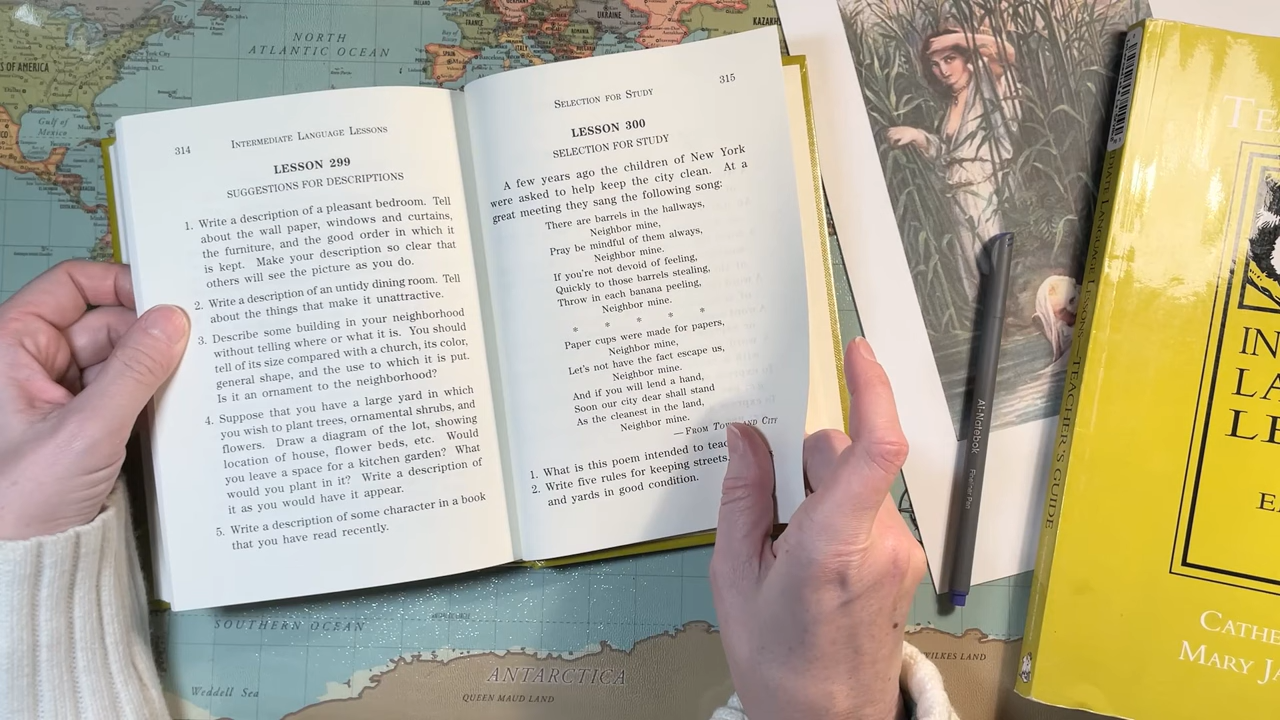 314
INTERMEDIATE LANGUAGE LESSONS
LESSON 299
SUGGESTIONS FOR DESCRIPTIONS
1. Write a description of a pleasant bedroom. Tell
about the wall paper, windows and curtains,
the furniture, and the good order in which it
is kept. Make your description so clear that
others will see the picture as you do.
2. Write a description of an untidy dining room. Tell
about the things that make it unattractive.
3. Describe some building in your neighborhood
without telling where or what it is. You should
tell of its size compared with a church, its color,
general shape, and the use to which it is put.
Is it an ornament to the neighborhood?
4. Suppose that you have a large yard in which
you wish to plant trees, ornamental shrubs, and
flowers. Draw a diagram of the lot, showing
location of house, flower beds, etc. Would
you leave a space for a kitchen garden? What
would you plant in it? Write a description of
it as you would have it appear.
5. Write a description of some character in a book
that you have read recently.
SELECTION FOR STUDY
315
LESSON 300
SELECTION FOR STUDY
A few years ago the children of New York
were asked to help keep the city clean. At a
great meeting they sang the following song:
There are barrels in the hallways,
Neighbor mine,
Pray be mindful of them always,
Neighbor mine.
If you're not devoid of feeling,
Quickly to those barrels stealing,
Throw in each banana peeling,
Neighbor mine.
* * * * *
Paper cups were made for papers,
Neighbor mine,
Let's not have the fact escape us,
Neighbor mine.
And if you will lend a hand,
Soon our city dear shall stand
As the cleanest in the land,
Neighbor mine.
— FROM TOWN AND CITY
1. What is this poem intended to
2. Write five rules for keeping streets
and yards in good condition.
NORTH
ATLANTIC OCEAN
S OF AMERICA
Gulf of
Mexico
UKRAINE
KAZAKH
SOUTHERN OCEAN
Weddell Sea
ANTARCTICA
QUEEN MAUD LAND
WILKES LAND
AI-Notebok Fineliner Pen
LANGUAGE LESSONS—TEACHER'S GUIDE
TE
IN
LA
LE
E
CATHE
MARY JA